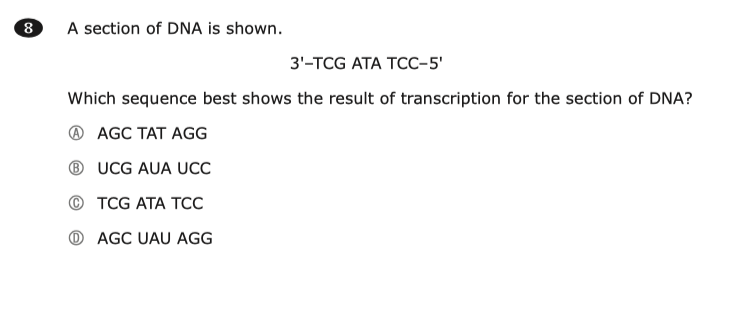 8 A section of DNA is shown.
3'–TCG ATA TCC–5'
Which sequence best shows the result of transcription for the section of DNA?
Ⓐ AGC TAT AGG
Ⓑ UCG AUA UCC
Ⓒ TCG ATA TCC
Ⓓ AGC UAU AGG